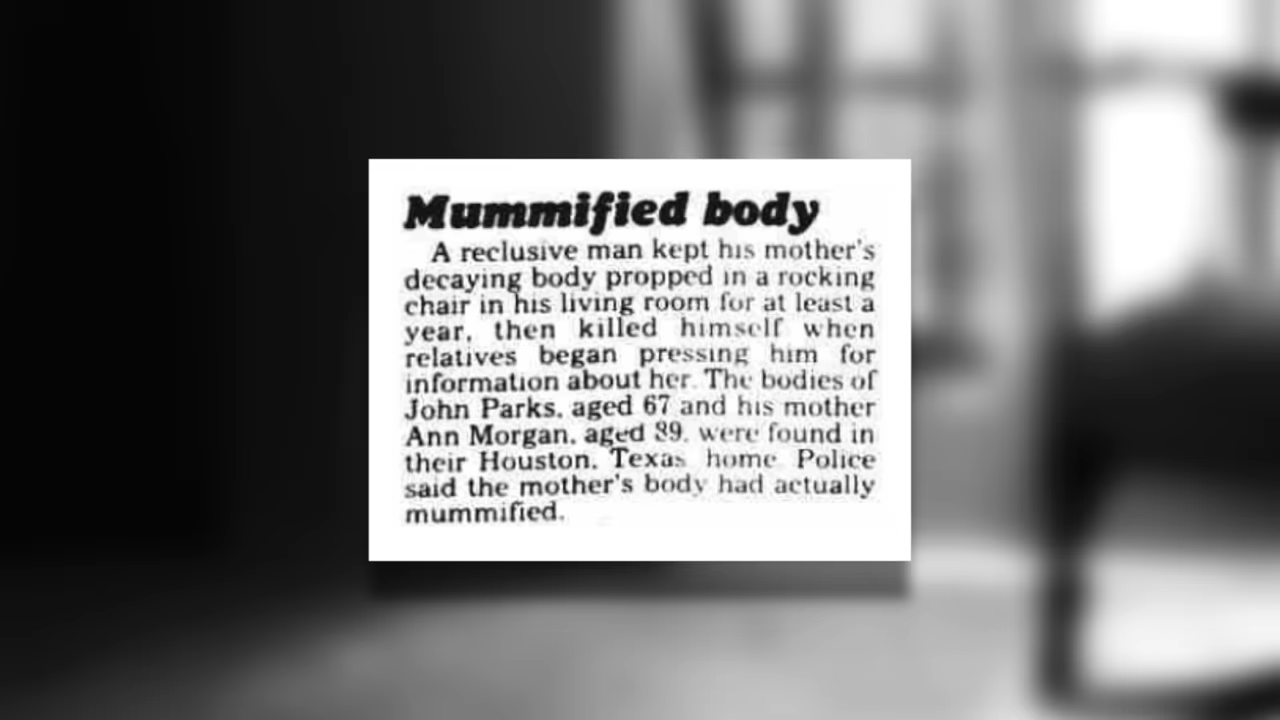 Mummified body
A reclusive man kept his mother's
decaying body propped in a rocking
chair in his living room for at least a
year, then killed himself when
relatives began pressing him for
information about her. The bodies of
John Parks, aged 67 and his mother
Ann Morgan, aged 89, were found in
their Houston, Texas home Police
said the mother's body had actually
mummified.